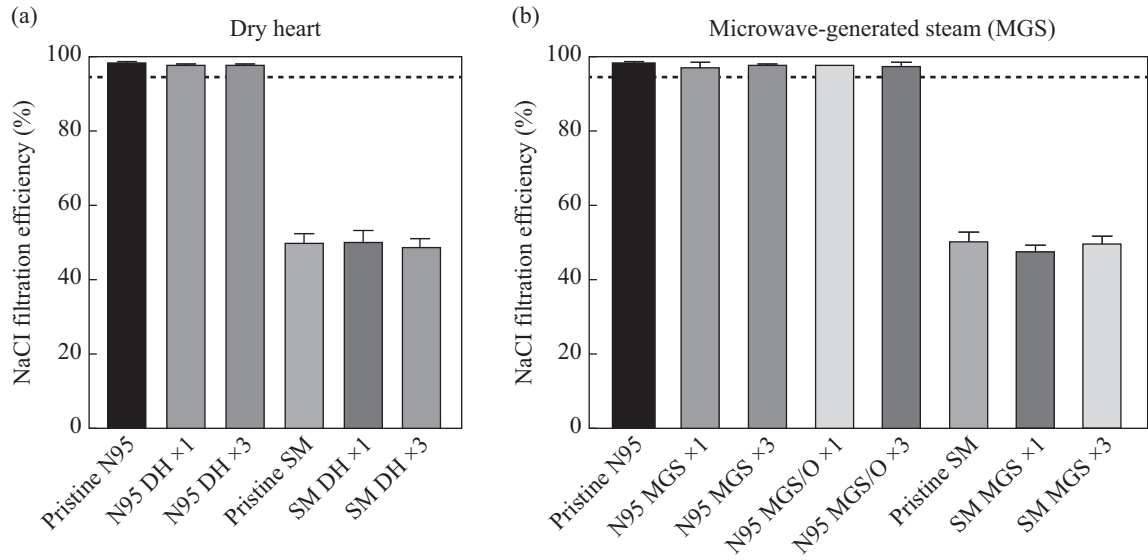 (a)
Dry heart
NaCI filtration efficiency (%)
100
80
60
40
20
0
Pristine N95
N95 DH ×1
N95 DH ×3
Pristine SM
SM DH ×1
SM DH ×3
(b)
Microwave-generated steam (MGS)
NaCI filtration efficiency (%)
100
80
60
40
20
0
Pristine N95
N95 MGS ×1
N95 MGS ×3
N95 MGS/O ×1
N95 MGS/O ×3
Pristine SM
SM MGS ×1
SM MGS ×3